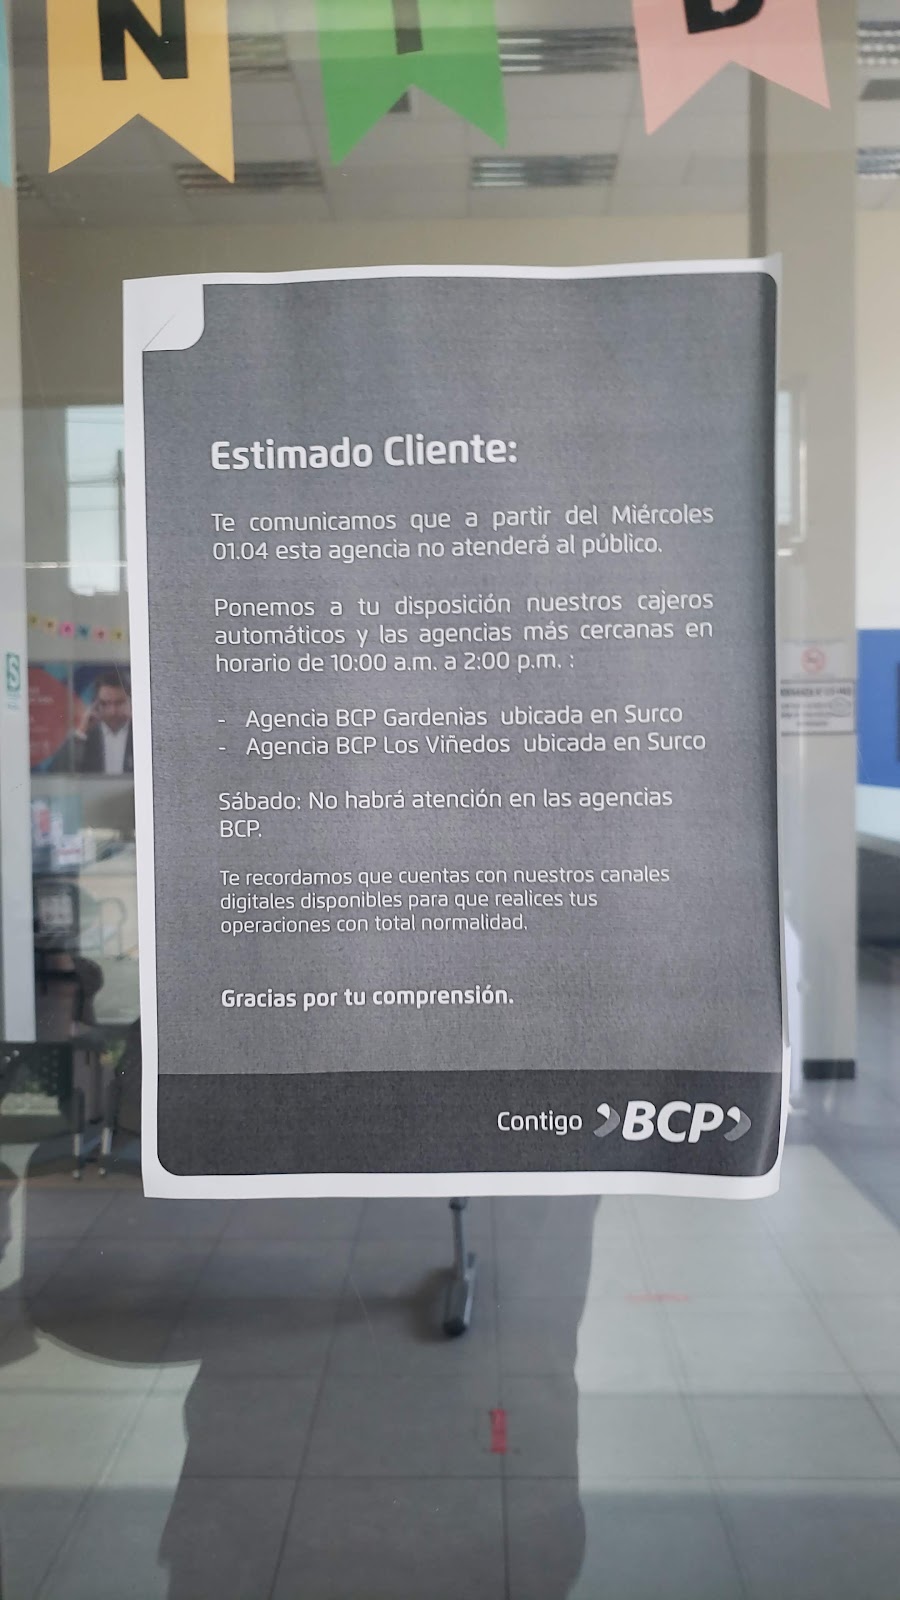 N I B
Estimado Cliente:
Te comunicamos que a partir del Miércoles
01.04 esta agencia no atenderá al público.
Ponemos a tu disposición nuestros cajeros
automáticos y las agencias más cercanas en
horario de 10:00 a.m. a 2:00 p.m. :
- Agencia BCP Gardenias ubicada en Surco
- Agencia BCP Los Viñedos ubicada en Surco
Sábado: No habrá atención en las agencias
BCP.
Te recordamos que cuentas con nuestros canales
digitales disponibles para que realices tus
operaciones con total normalidad.
Gracias por tu comprensión.
Contigo BCP
S